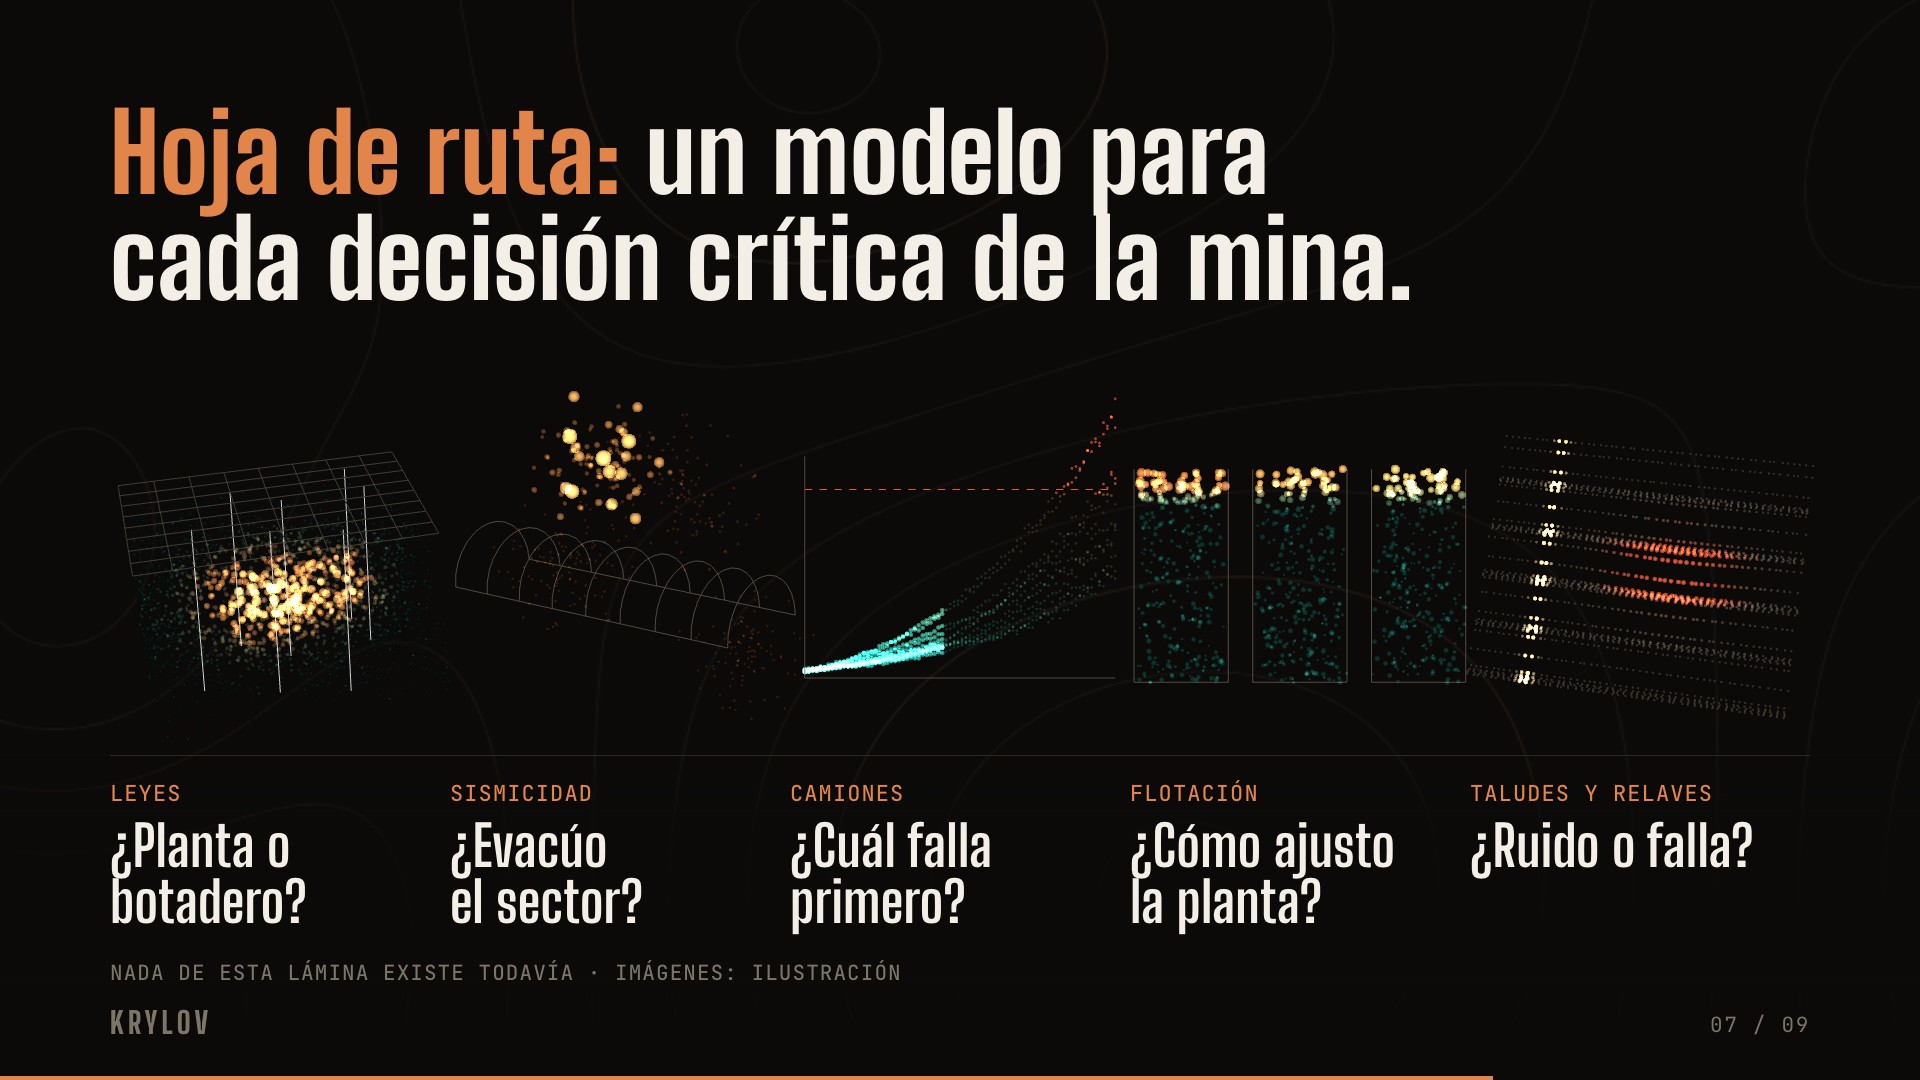 Hoja de ruta: un modelo para
cada decisión crítica de la mina.
LEYES
¿Planta o
botadero?
SISMICIDAD
¿Evacúo
el sector?
CAMIONES
¿Cuál falla
primero?
FLOTACIÓN
¿Cómo ajusto
la planta?
TALUDES Y RELAVES
¿Ruido o falla?
NADA DE ESTA LÁMINA EXISTE TODAVÍA · IMÁGENES: ILUSTRACIÓN
KRYLOV
07 / 09